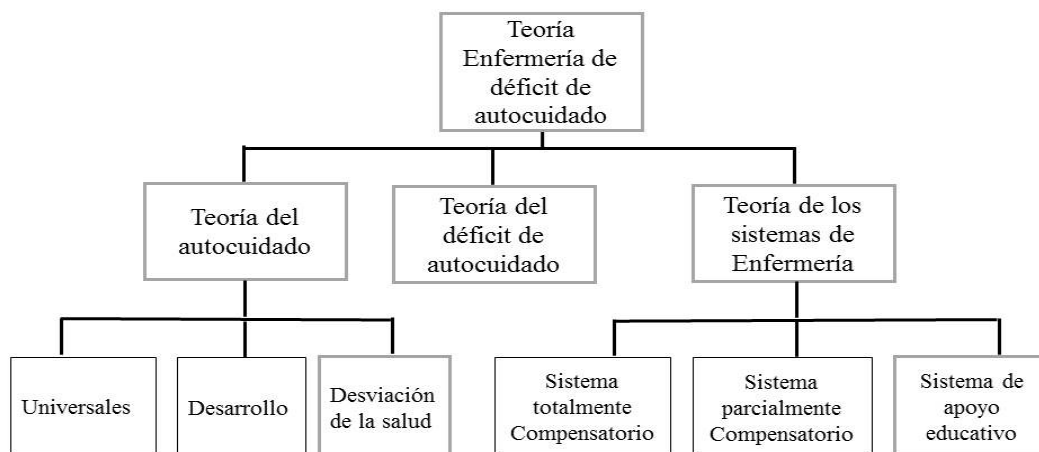 Teoría
Enfermería de
déficit de
autocuidado
Teoría del
autocuidado
Teoría del
déficit de
autocuidado
Teoría de los
sistemas de
Enfermería
Universales
Desarrollo
Desviación
de la salud
Sistema
totalmente
Compensatorio
Sistema
parcialmente
Compensatorio
Sistema de
apoyo
educativo